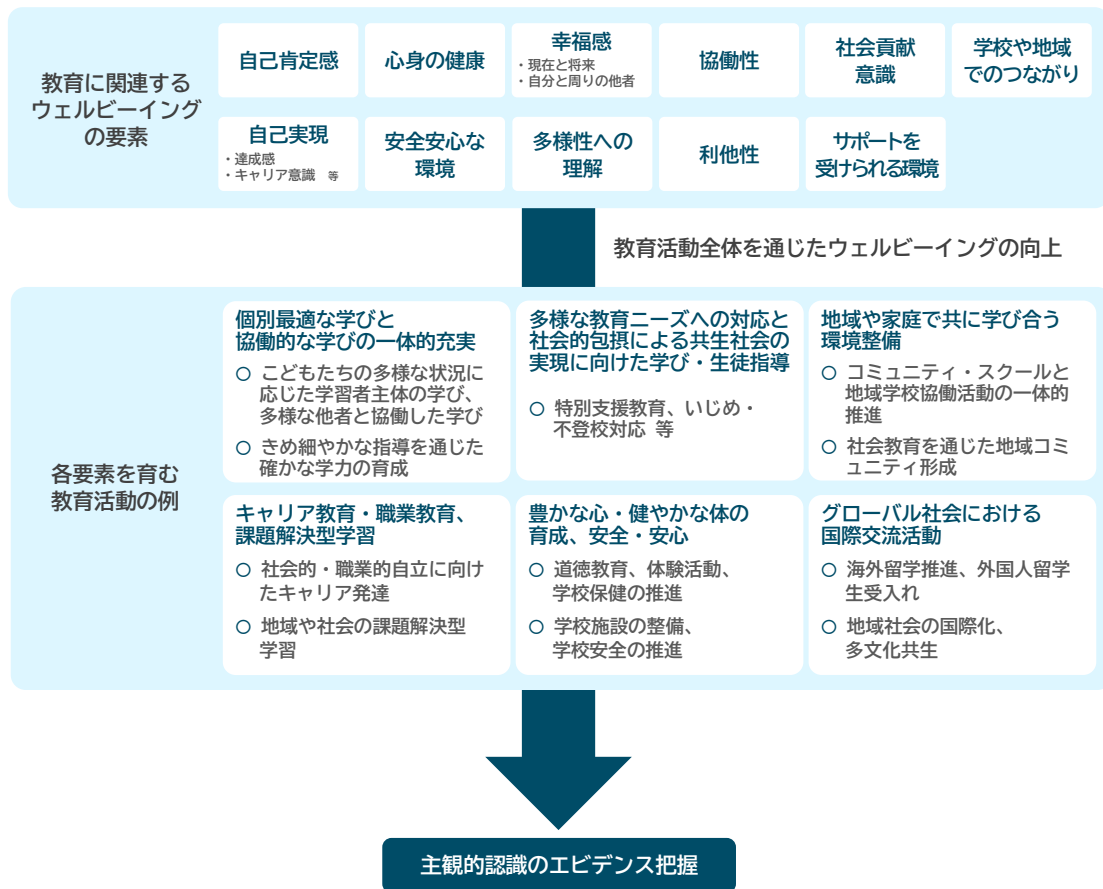 教育に関連する
ウェルビーイング
の要素
自己肯定感
心身の健康
幸福感
・現在と将来
・自分と周りの他者
協働性
社会貢献
意識
学校や地域
でのつながり
自己実現
・達成感
・キャリア意識 等
安全安心な
環境
多様性への
理解
利他性
サポートを
受けられる環境
教育活動全体を通じたウェルビーイングの向上
各要素を育む
教育活動の例
個別最適な学びと
協働的な学びの一体的充実
○ こどもたちの多様な状況に
応じた学習者主体の学び、
多様な他者と協働した学び
○ きめ細やかな指導を通じた
確かな学力の育成
多様な教育ニーズへの対応と
社会的包摂による共生社会の
実現に向けた学び・生徒指導
○ 特別支援教育、いじめ・
不登校対応 等
地域や家庭で共に学び合う
環境整備
○ コミュニティ・スクールと
地域学校協働活動の一体的
推進
○ 社会教育を通じた地域コミ
ュニティ形成
キャリア教育・職業教育、
課題解決型学習
○ 社会的・職業的自立に向け
たキャリア発達
○ 地域や社会の課題解決型
学習
豊かな心・健やかな体の
育成、安全・安心
○ 道徳教育、体験活動、
学校保健の推進
○ 学校施設の整備、
学校安全の推進
グローバル社会における
国際交流活動
○ 海外留学推進、外国人留学
生受入れ
○ 地域社会の国際化、
多文化共生
主観的認識のエビデンス把握